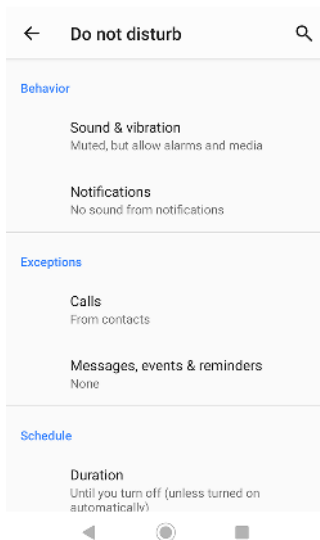 Do not disturb
Behavior
Sound & vibration
Muted, but allow alarms and media
Notifications
No sound from notifications
Exceptions
Calls
From contacts
Messages, events & reminders
None
Schedule
Duration
Until you turn off (unless turned on
automatically)